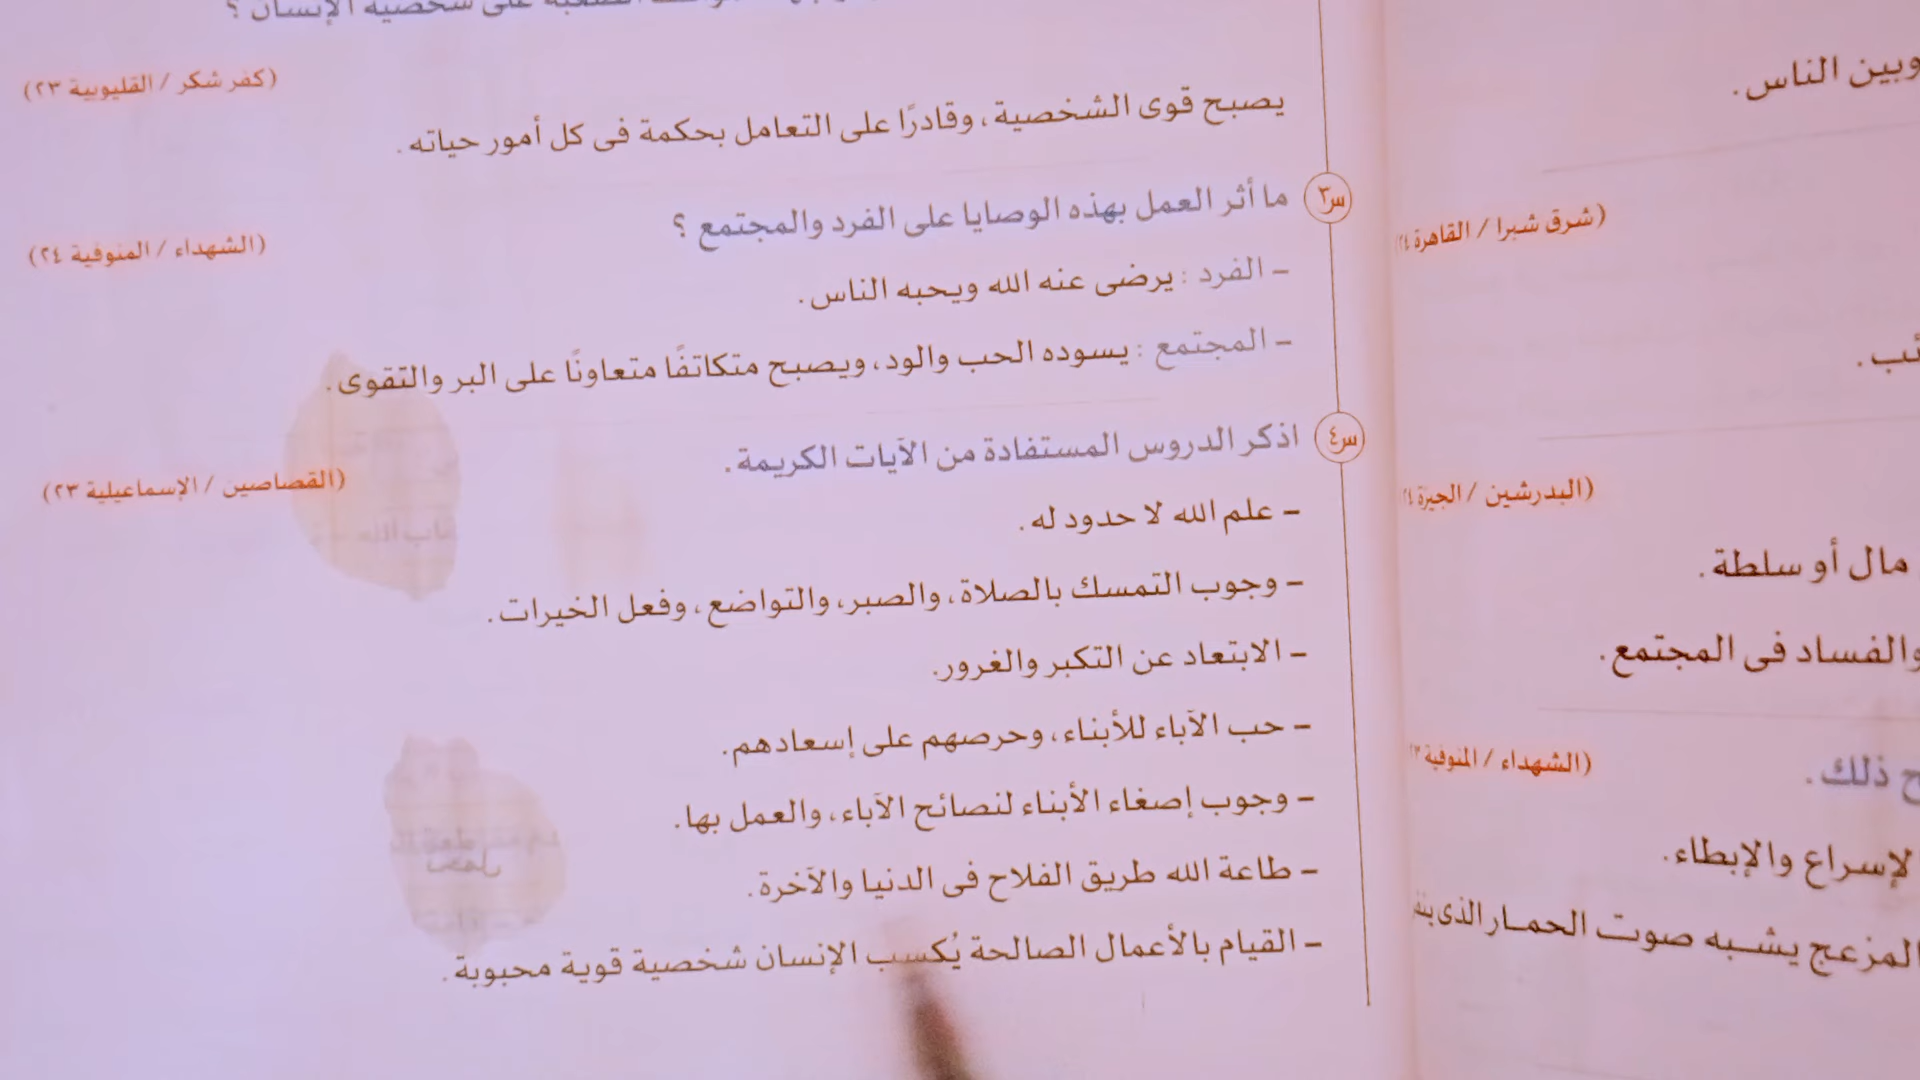 على شخصية الإنسان ؟
(كفر شكر / القليوبية ٢٣)
يصبح قوى الشخصية، وقادرًا على التعامل بحكمة فى كل أمور حياته.
س٣ ما أثر العمل بهذه الوصايا على الفرد والمجتمع ؟
(الشهداء / المنوفية ٢٤)
– الفرد : يرضى عنه الله ويحبه الناس.
– المجتمع : يسوده الحب والود، ويصبح متكاتفًا متعاونًا على البر والتقوى.
س٤ اذكر الدروس المستفادة من الآيات الكريمة.
(القصاصين / الإسماعيلية ٢٣)
– علم الله لا حدود له.
– وجوب التمسك بالصلاة، والصبر، والتواضع، وفعل الخيرات.
– الابتعاد عن التكبر والغرور.
– حب الآباء للأبناء، وحرصهم على إسعادهم.
– وجوب إصغاء الأبناء لنصائح الآباء، والعمل بها.
– طاعة الله طريق الفلاح فى الدنيا والآخرة.
– القيام بالأعمال الصالحة يُكسب الإنسان شخصية قوية محبوبة.
وبين الناس.
(شرق شبرا / القاهرة ٢٤
(البدرشين / الجيزة ٢٤
مال أو سلطة.
والفساد فى المجتمع.
(الشهداء / المنوفية ٢٣
ذلك.
لإسراع والإبطاء.
المزعج يشبه صوت الحمار الذى